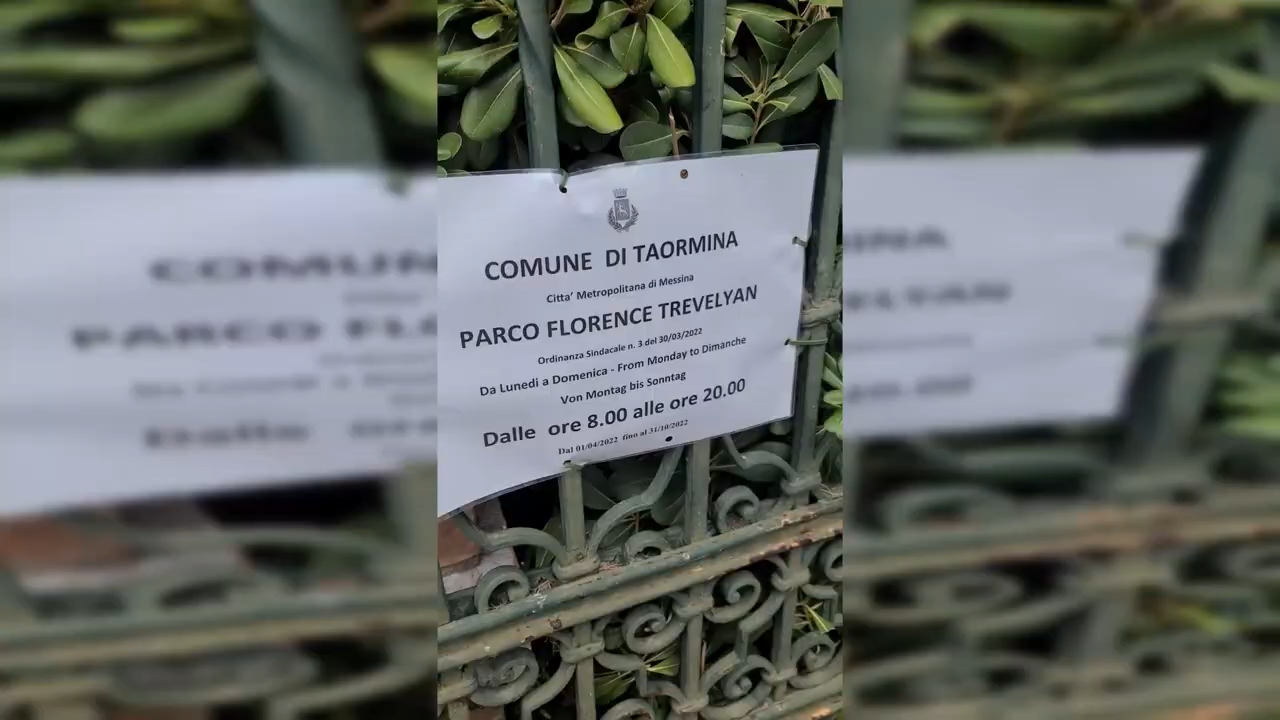 COMUNE DI TAORMINA
Citta' Metropolitana di Messina
PARCO FLORENCE TREVELYAN
Ordinanza Sindacale n. 3 del 30/03/2022
Da Lunedi a Domenica - From Monday to Dimanche
Von Montag bis Sonntag
Dalle ore 8.00 alle ore 20.00
Dal 01/04/2022 fino al 31/10/2022